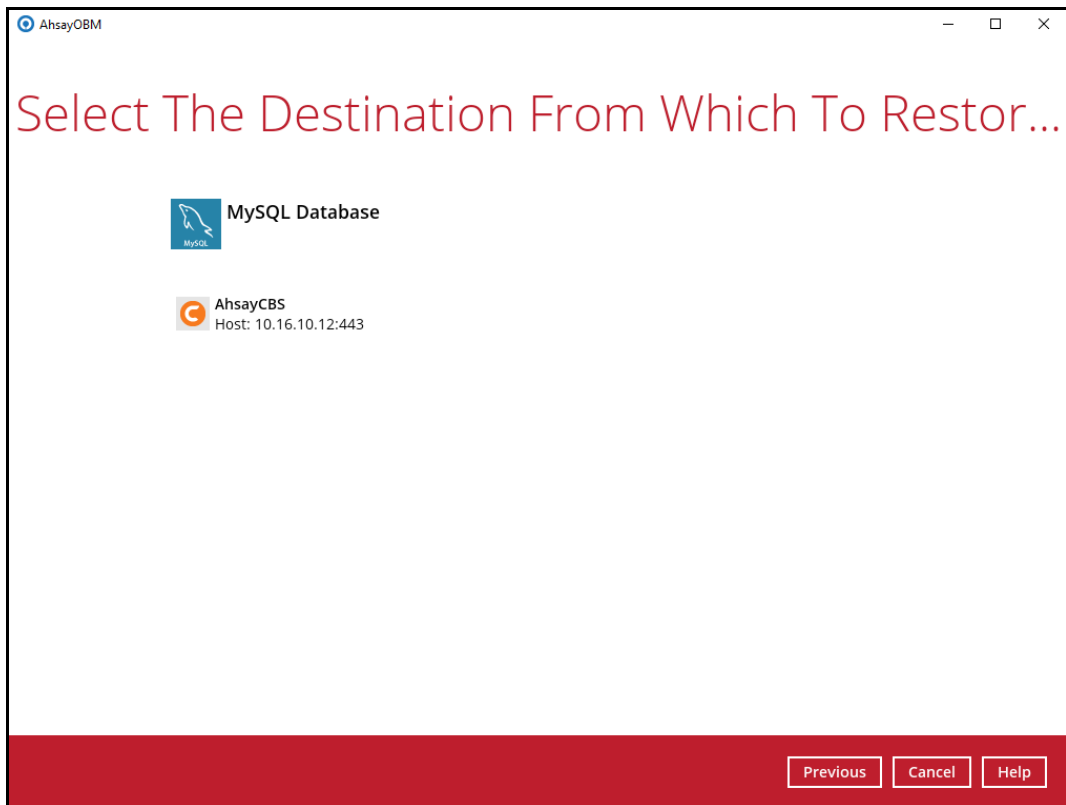 AhsayOBM
Select The Destination From Which To Restor...
MySQL Database
MySQL
AhsayCBS
Host: 10.16.10.12:443
Previous
Cancel
Help